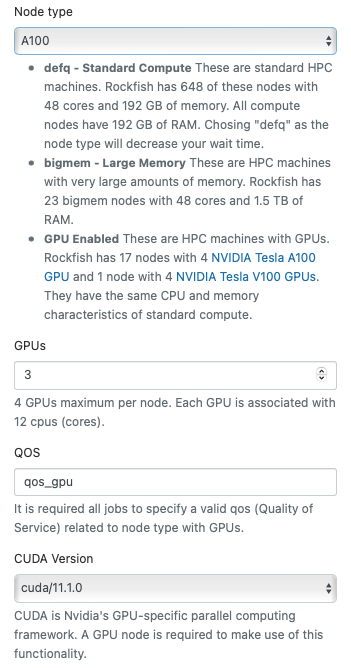 Node type
A100
• defq - Standard Compute These are standard HPC
machines. Rockfish has 648 of these nodes with
48 cores and 192 GB of memory. All compute
nodes have 192 GB of RAM. Chosing "defq" as the
node type will decrease your wait time.
• bigmem - Large Memory These are HPC machines
with very large amounts of memory. Rockfish has
23 bigmem nodes with 48 cores and 1.5 TB of
RAM.
• GPU Enabled These are HPC machines with GPUs.
Rockfish has 17 nodes with 4 NVIDIA Tesla A100
GPU and 1 node with 4 NVIDIA Tesla V100 GPUs.
They have the same CPU and memory
characteristics of standard compute.
GPUs
3
4 GPUs maximum per node. Each GPU is associated with
12 cpus (cores).
QOS
qos_gpu
It is required all jobs to specify a valid qos (Quality of
Service) related to node type with GPUs.
CUDA Version
cuda/11.1.0
CUDA is Nvidia's GPU-specific parallel computing
framework. A GPU node is required to make use of this
functionality.